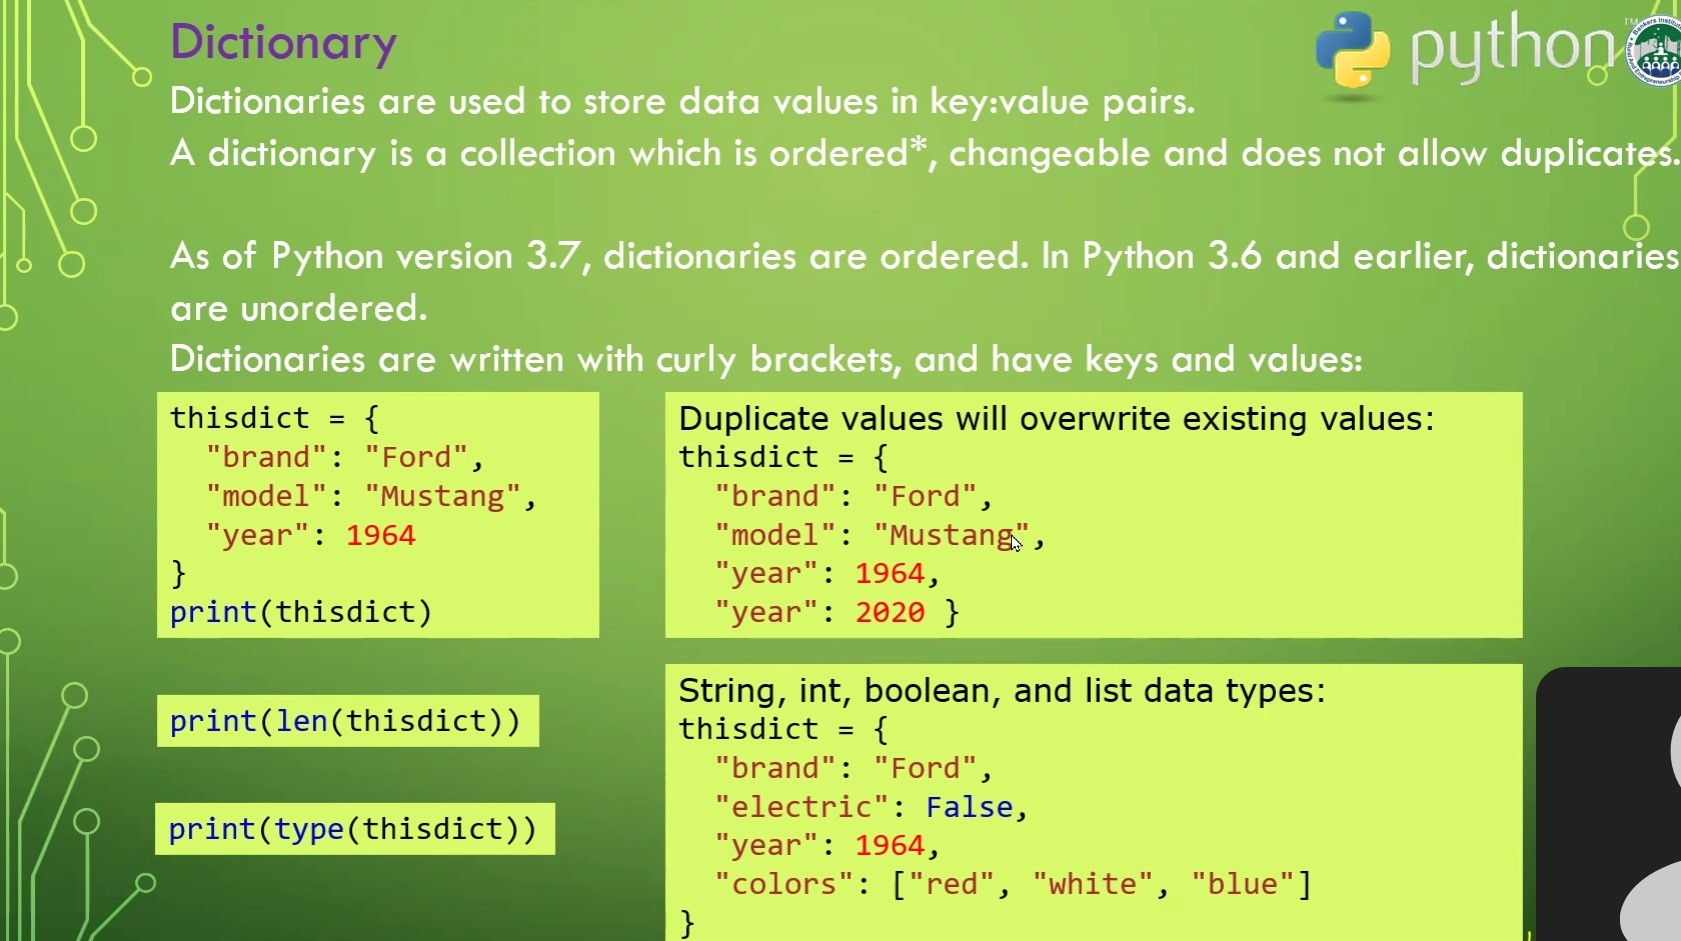 Dictionary
python
TM
Dictionaries are used to store data values in key:value pairs.
A dictionary is a collection which is ordered*, changeable and does not allow duplicates.
As of Python version 3.7, dictionaries are ordered. In Python 3.6 and earlier, dictionaries
are unordered.
Dictionaries are written with curly brackets, and have keys and values:
thisdict = {
"brand": "Ford",
"model": "Mustang",
"year": 1964
}
print(thisdict)
print(len(thisdict))
print(type(thisdict))
Duplicate values will overwrite existing values:
thisdict = {
"brand": "Ford",
"model": "Mustang",
"year": 1964,
"year": 2020 }
String, int, boolean, and list data types:
thisdict = {
"brand": "Ford",
"electric": False,
"year": 1964,
"colors": ["red", "white", "blue"]
}